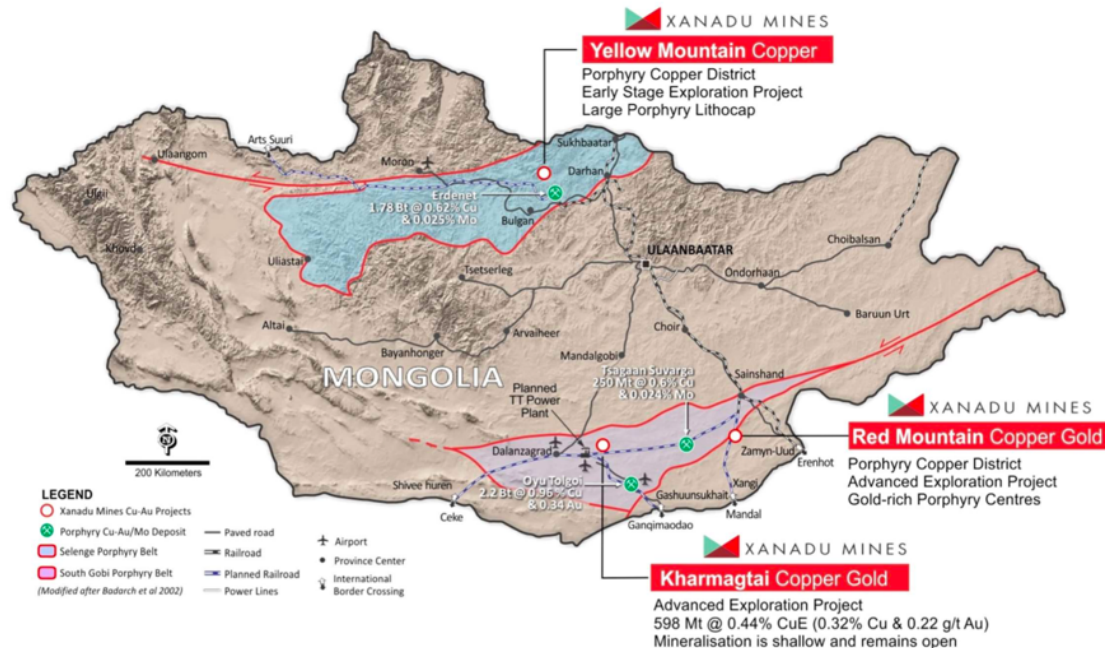 XANADU MINES
Yellow Mountain Copper
Porphyry Copper District
Early Stage Exploration Project
Large Porphyry Lithocap
Arts Suuri
Sukhbaatar
Ulaangom
Moron
Darhan
Ulgii
Erdenet
1.78 Bt @ 0.62% Cu
& 0.025% Mo
Bulgan
Khovde
Choibalsan
Uliastai
ULAANBAATAR
Tsetserleg
Ondorhaan
Baruun Urt
Altai
Arvaiheer
Choir
Bayanhonger
Mandalgobi
MONGOLIA
Tsagaan Suvarga
250 Mt @ 0.6% Cu
& 0.024% Mo
Sainshand
Planned
TT Power
Plant
XANADU MINES
Red Mountain Copper Gold
Porphyry Copper District
Advanced Exploration Project
Gold-rich Porphyry Centres
N
200 Kilometers
Dalanzagrad
Zamyn-Uud
Erenhot
Shivee huren
Oyu Tolgoi
2.2 Bt @ 0.96% Cu
& 0.34 Au
Gashuunsukhait
Xangi
Ceke
Ganqimaodao
Mandal
LEGEND
Xanadu Mines Cu-Au Projects
Porphyry Cu-Au/Mo Deposit
Selenge Porphyry Belt
South Gobi Porphyry Belt
(Modified after Badarch et al 2002)
Paved road
Railroad
Planned Railroad
Power Lines
Airport
Province Center
International
Border Crossing
XANADU MINES
Kharmagtai Copper Gold
Advanced Exploration Project
598 Mt @ 0.44% CuE (0.32% Cu & 0.22 g/t Au)
Mineralisation is shallow and remains open